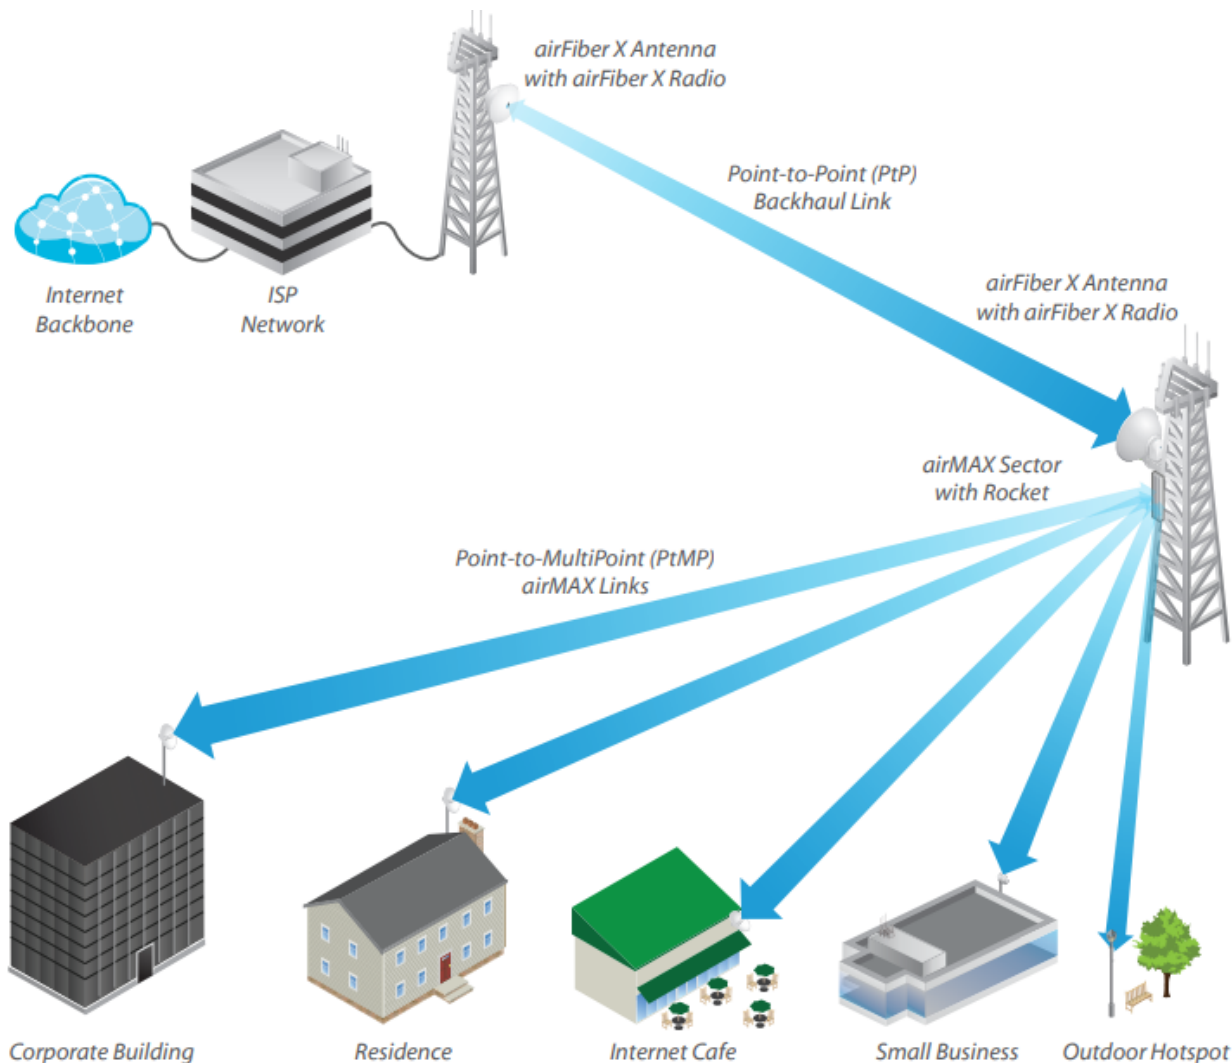 airFiber X Antenna
with airFiber X Radio
Point-to-Point (PtP)
Backhaul Link
Internet
Backbone
ISP
Network
airFiber X Antenna
with airFiber X Radio
airMAX Sector
with Rocket
Point-to-MultiPoint (PtMP)
airMAX Links
Corporate Building
Residence
Internet Cafe
Small Business
Outdoor Hotspot